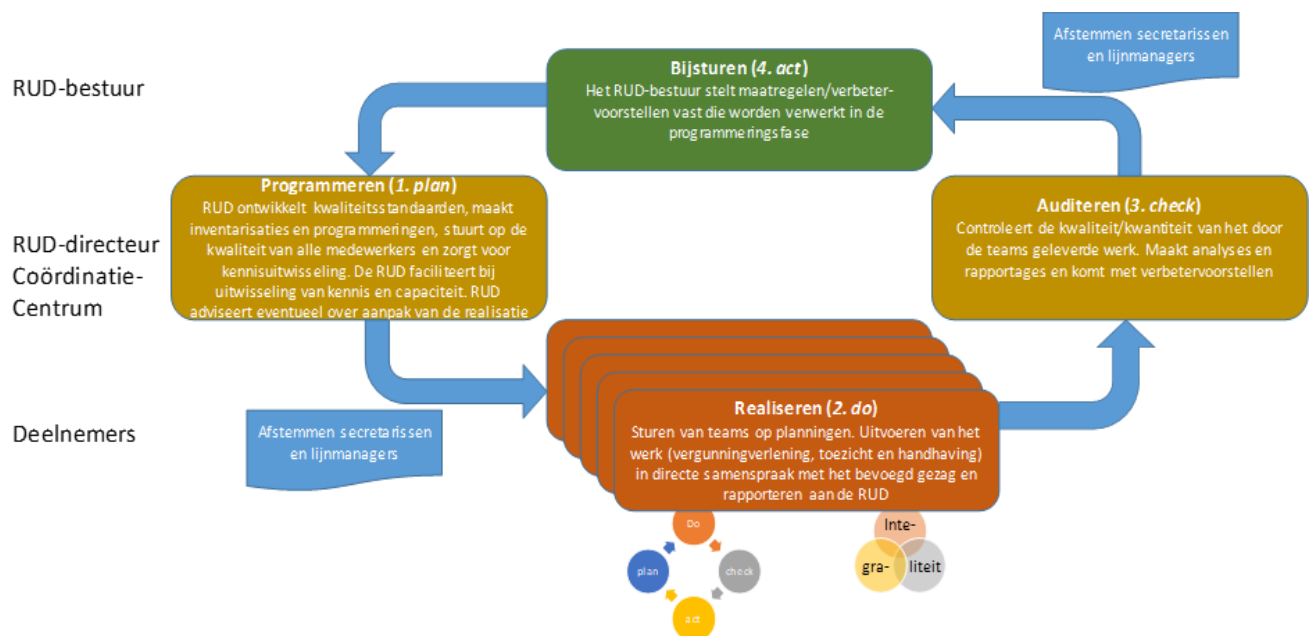 Afstemmen secretarissen
en lijnmanagers
RUD-bestuur
Bijsturen (4. act)
Het RUD-bestuur stelt maatregelen/verbeter-
voorstellen vast die worden verwerkt in de
programmeringsfase
RUD-directeur
Coördinatie-
Centrum
Programmeren (1. plan)
RUD ontwikkelt kwaliteitsstandaarden, maakt
inventarisaties en programmeringen, stuurt op de
kwaliteit van alle medewerkers en zorgt voor
kennisuitwisseling. De RUD faciliteert bij
uitwisseling van kennis en capaciteit. RUD
adviseert eventueel over aanpak van de realisatie
Auditeren (3. check)
Controleert de kwaliteit/kwantiteit van het door
de teams geleverde werk. Maakt analyses en
rapportages en komt met verbetervoorstellen
Deelnemers
Afstemmen secretarissen
en lijnmanagers
Realiseren (2. do)
Sturen van teams op planningen. Uitvoeren van het
werk (vergunningverlening, toezicht en handhaving)
in directe samenspraak met het bevoegd gezag en
rapporteren aan de RUD
Do
plan
check
act
Inte-
gra-
liteit